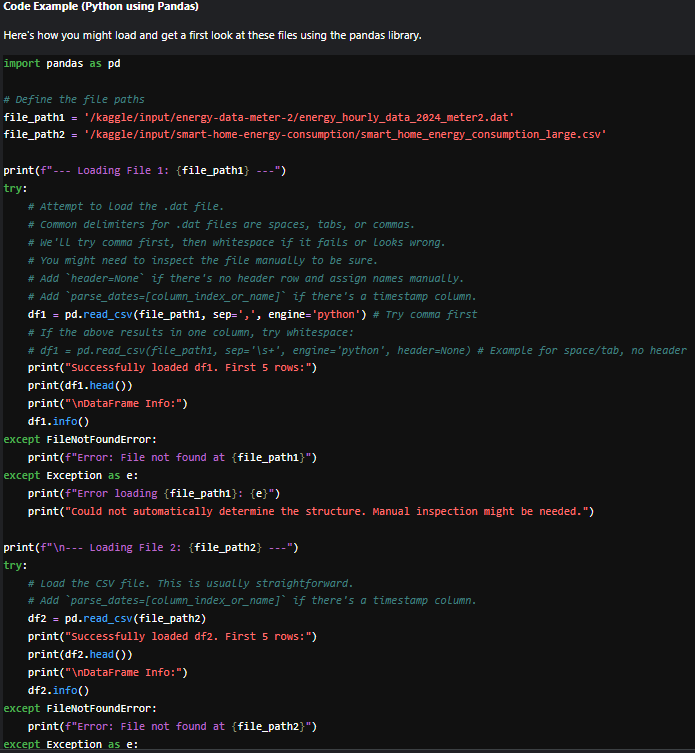 Code Example (Python using Pandas)
Here's how you might load and get a first look at these files using the pandas library.
import pandas as pd
# Define the file paths
file_path1 = '/kaggle/input/energy-data-meter-2/energy_hourly_data_2024_meter2.dat'
file_path2 = '/kaggle/input/smart-home-energy-consumption/smart_home_energy_consumption_large.csv'
print(f"--- Loading File 1: {file_path1} ---")
try:
    # Attempt to load the .dat file.
    # Common delimiters for .dat files are spaces, tabs, or commas.
    # We'll try comma first, then whitespace if it fails or looks wrong.
    # You might need to inspect the file manually to be sure.
    # Add `header=None` if there's no header row and assign names manually.
    # Add `parse_dates=[column_index_or_name]` if there's a timestamp column.
    df1 = pd.read_csv(file_path1, sep=',', engine='python') # Try comma first
    # If the above results in one column, try whitespace:
    # df1 = pd.read_csv(file_path1, sep='\s+', engine='python', header=None) # Example for space/tab, no header
    print("Successfully loaded df1. First 5 rows:")
    print(df1.head())
    print("\nDataFrame Info:")
    df1.info()
except FileNotFoundError:
    print(f"Error: File not found at {file_path1}")
except Exception as e:
    print(f"Error loading {file_path1}: {e}")
    print("Could not automatically determine the structure. Manual inspection might be needed.")
print(f"\n--- Loading File 2: {file_path2} ---")
try:
    # Load the CSV file. This is usually straightforward.
    # Add `parse_dates=[column_index_or_name]` if there's a timestamp column.
    df2 = pd.read_csv(file_path2)
    print("Successfully loaded df2. First 5 rows:")
    print(df2.head())
    print("\nDataFrame Info:")
    df2.info()
except FileNotFoundError:
    print(f"Error: File not found at {file_path2}")
except Exception as e: